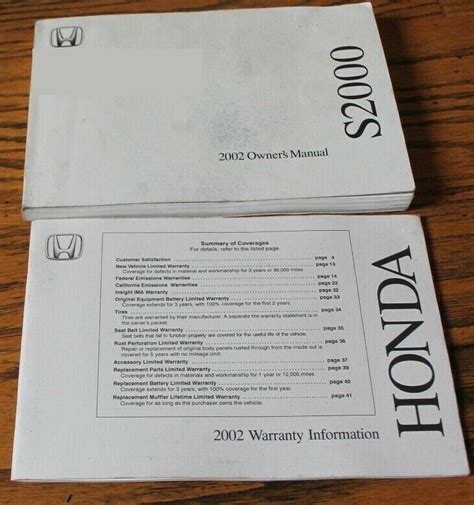 S2000
2002 Owner's Manual
HONDA
Summary of Coverages
For details, refer to the listed page.
Customer Satisfaction page 4
New Vehicle Limited Warranty page 13
Coverage for defects in material and workmanship for 3 years or 36,000 miles.
Federal Emissions Warranties page 14
California Emissions Warranties page 22
Insight IMA Warranty page 32
Original Equipment Battery Limited Warranty page 33
Coverage extends for 3 years, with 100% coverage for the first 3 years.
Tires page 34
Tires are warranted by their manufacturer. A separate tire warranty statement is in
the owner's packet.
Seat Belt Limited Warranty page 35
Seat belts that fail to function properly are covered for the useful life of the vehicle.
Rust Perforation Limited Warranty page 36
Repair or replacement of original body panels rusted through from the inside out is
covered for 5 years with no mileage limit.
Accessory Limited Warranty page 37
Replacement Parts Limited Warranty page 39
Coverage for defects in material and workmanship for 1 year or 12,000 miles.
Replacement Battery Limited Warranty page 40
Coverage extends for 3 years, with 100% coverage for the first year.
Replacement Muffler Lifetime Limited Warranty page 41
Coverage for as long as the purchaser owns the vehicle.
2002 Warranty Information